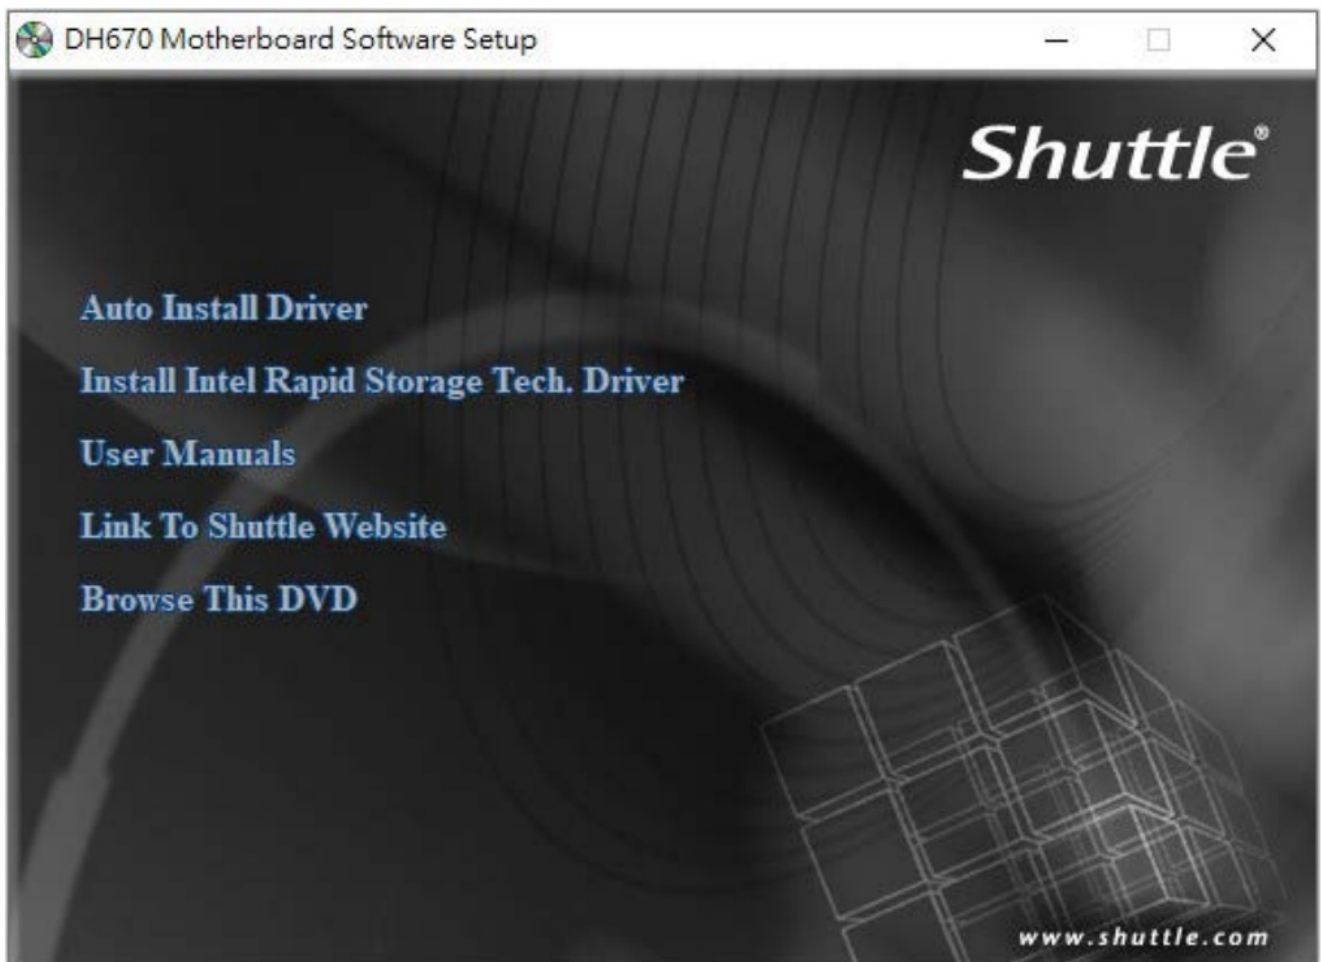 DH670 Motherboard Software Setup
Shuttle®
Auto Install Driver
Install Intel Rapid Storage Tech. Driver
User Manuals
Link To Shuttle Website
Browse This DVD
www.shuttle.com